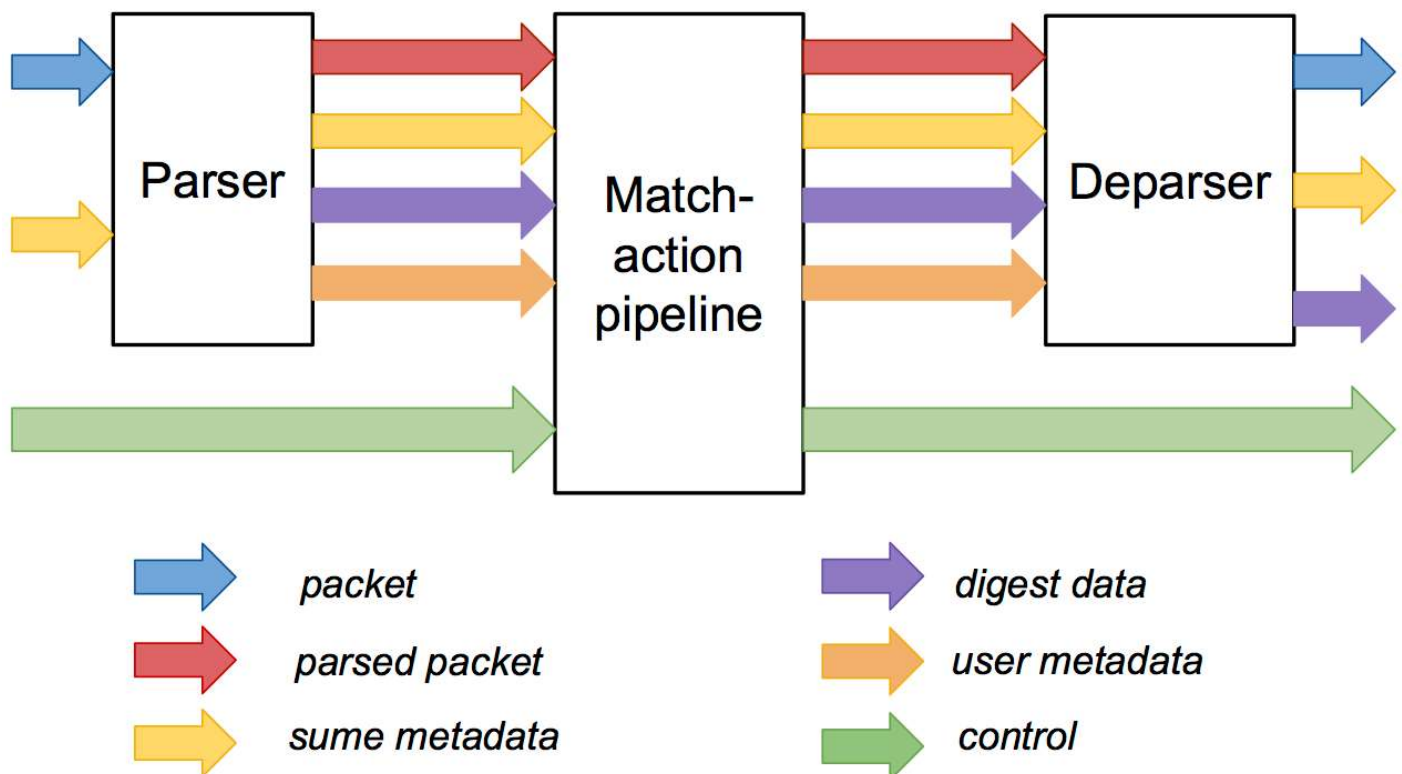 Parser
Match-
action
pipeline
Deparser
packet
digest data
parsed packet
user metadata
sume metadata
control